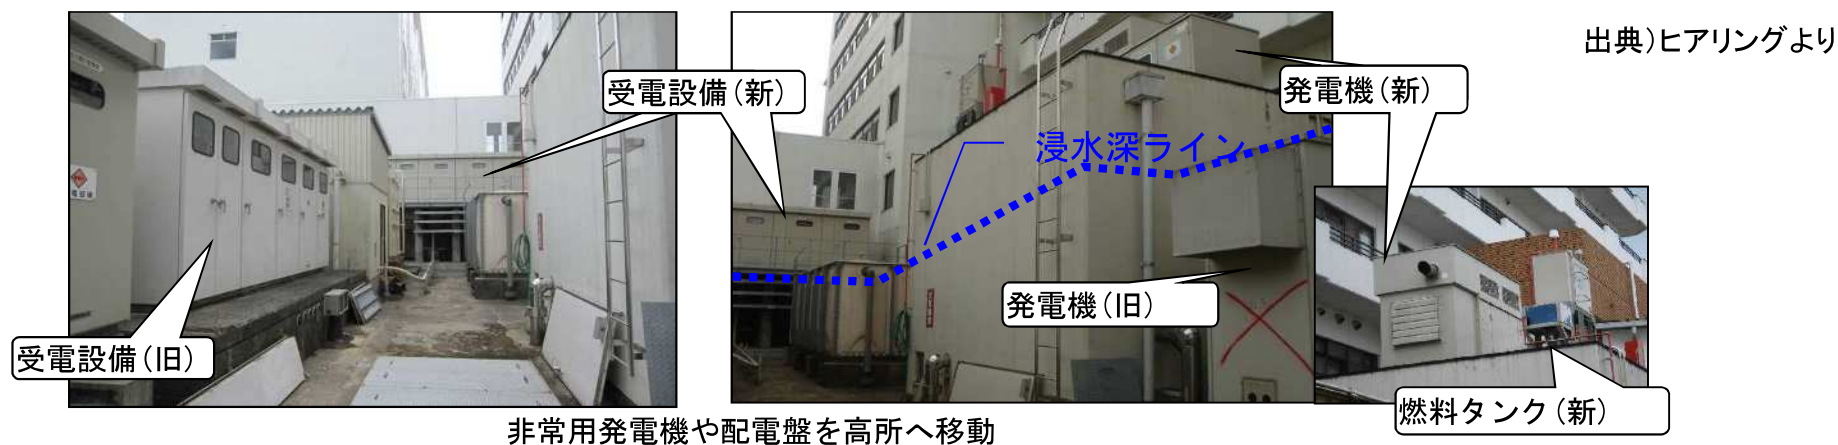 出典)ヒアリングより
受電設備(新)
発電機(新)
浸水深ライン
発電機(旧)
受電設備(旧)
燃料タンク(新)
非常用発電機や配電盤を高所へ移動